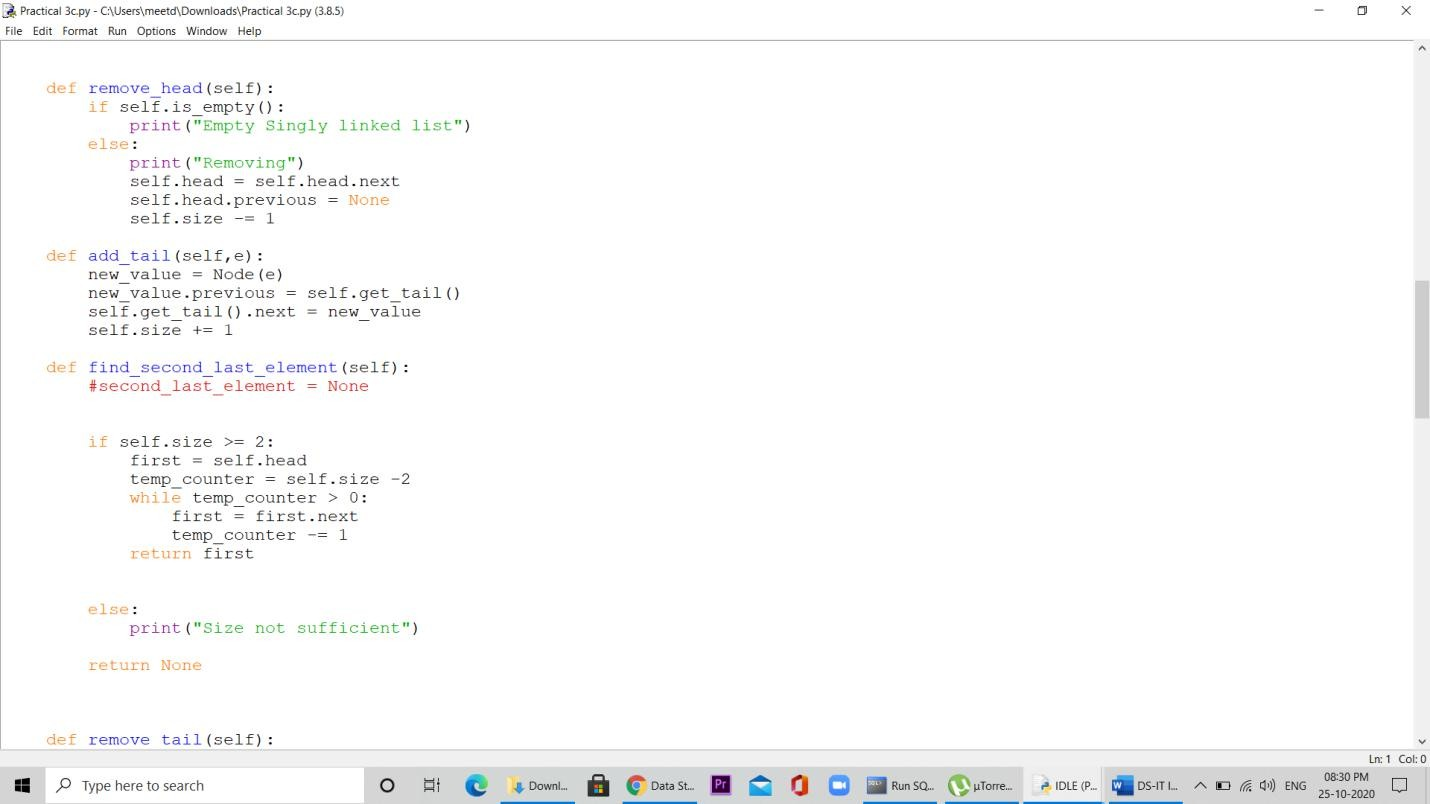 Practical 3c.py - C:\Users\meetd\Downloads\Practical 3c.py (3.8.5)
File Edit Format Run Options Window Help
def remove_head(self):
    if self.is_empty():
        print("Empty Singly linked list")
    else:
        print("Removing")
        self.head = self.head.next
        self.head.previous = None
        self.size -= 1
def add_tail(self,e):
    new_value = Node(e)
    new_value.previous = self.get_tail()
    self.get_tail().next = new_value
    self.size += 1
def find_second_last_element(self):
    #second_last_element = None
    if self.size >= 2:
        first = self.head
        temp_counter = self.size -2
        while temp_counter > 0:
            first = first.next
            temp_counter -= 1
        return first
    else:
        print("Size not sufficient")
    return None
def remove tail(self):
Ln: 1 Col: 0
Type here to search Downl... Data St... Pr Run SQ... µTorre... IDLE (P... DS-IT I... ENG 08:30 PM
25-10-2020